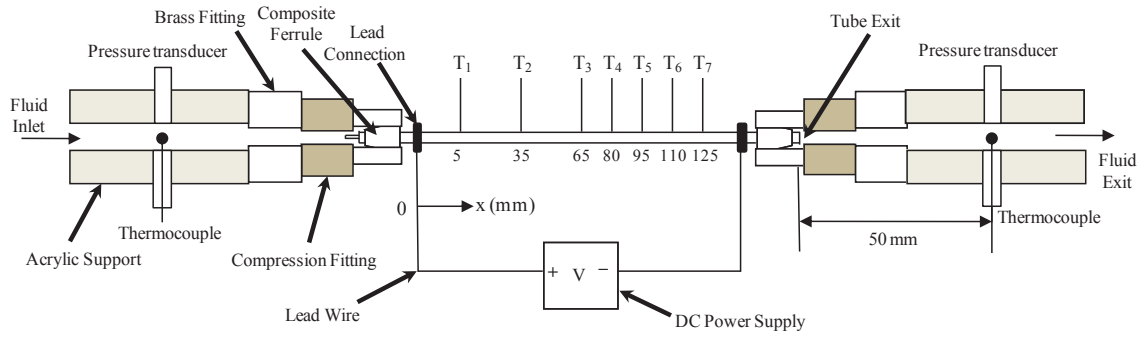 Brass Fitting
Composite
Ferrule
Lead
Connection
Tube Exit
Pressure transducer
Pressure transducer
T1
T2
T3
T4
T5
T6
T7
Fluid
Inlet
5
35
65
80
95
110
125
Fluid
Exit
0
x (mm)
Thermocouple
Thermocouple
50 mm
Acrylic Support
Compression Fitting
+ V −
Lead Wire
DC Power Supply